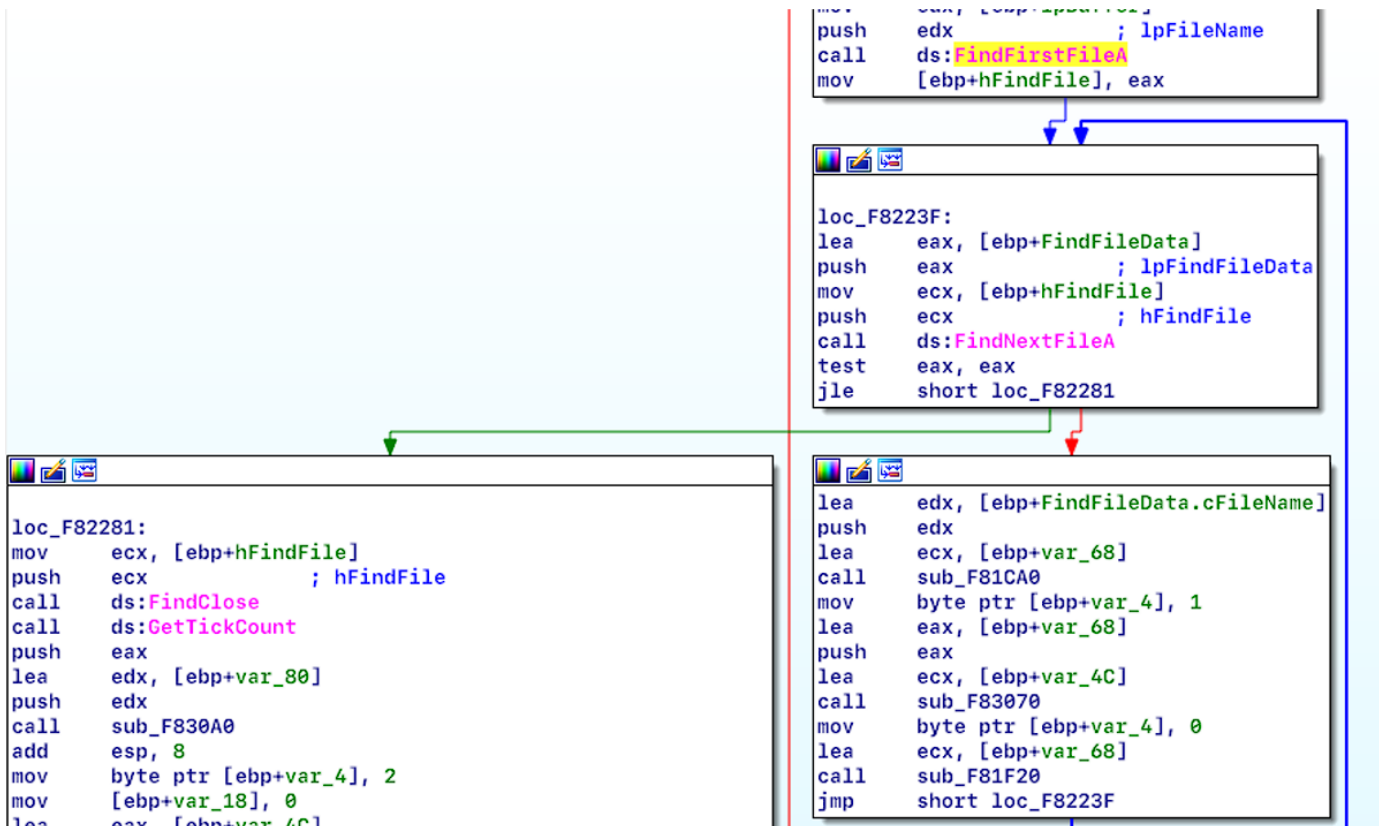 push edx ; lpFileName
call ds:FindFirstFileA
mov [ebp+hFindFile], eax
loc_F8223F:
lea eax, [ebp+FindFileData]
push eax ; lpFindFileData
mov ecx, [ebp+hFindFile]
push ecx ; hFindFile
call ds:FindNextFileA
test eax, eax
jle short loc_F82281
loc_F82281:
mov ecx, [ebp+hFindFile]
push ecx ; hFindFile
call ds:FindClose
call ds:GetTickCount
push eax
lea edx, [ebp+var_80]
push edx
call sub_F830A0
add esp, 8
mov byte ptr [ebp+var_4], 2
mov [ebp+var_18], 0
lea edx, [ebp+FindFileData.cFileName]
push edx
lea ecx, [ebp+var_68]
call sub_F81CA0
mov byte ptr [ebp+var_4], 1
lea eax, [ebp+var_68]
push eax
lea ecx, [ebp+var_4C]
call sub_F83070
mov byte ptr [ebp+var_4], 0
lea ecx, [ebp+var_68]
call sub_F81F20
jmp short loc_F8223F